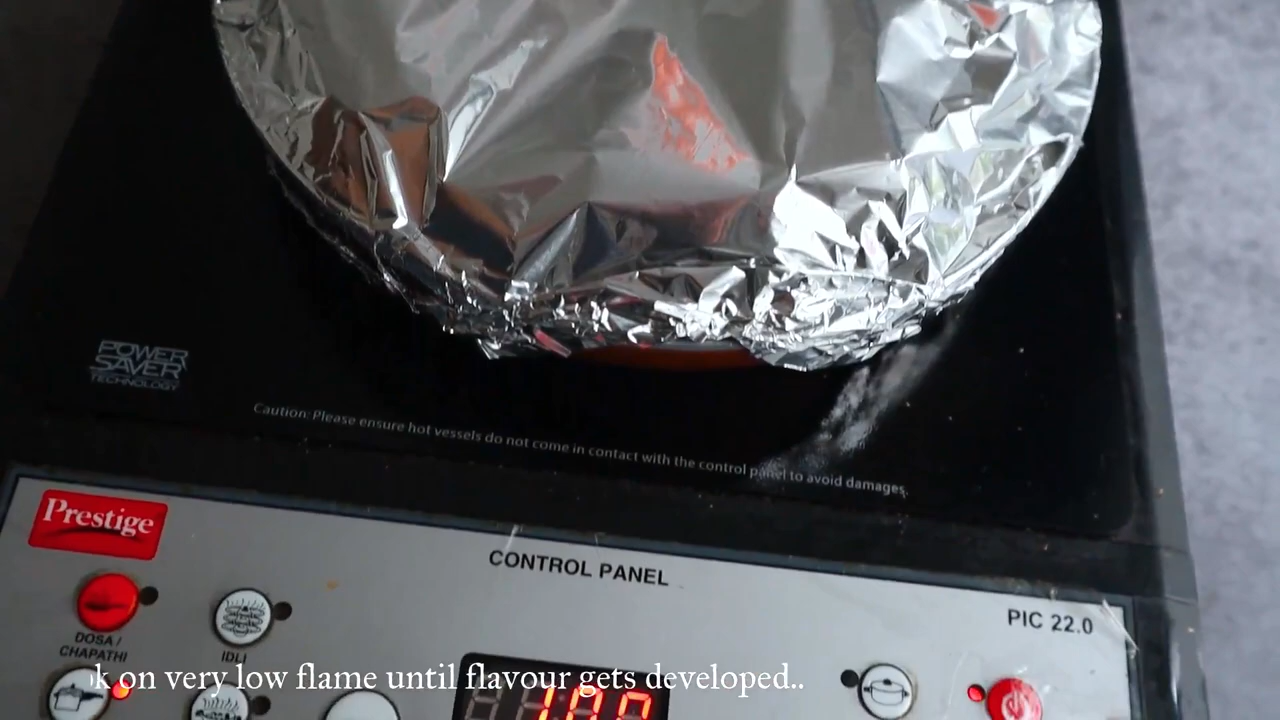 POWER
SAVER
TECHNOLOGY
Caution: Please ensure hot vessels do not come in contact with the control panel to avoid damages.
Prestige
CONTROL PANEL
PIC 22.0
DOSA /
CHAPATHI
IDLI
k on very low flame until flavour gets developed..